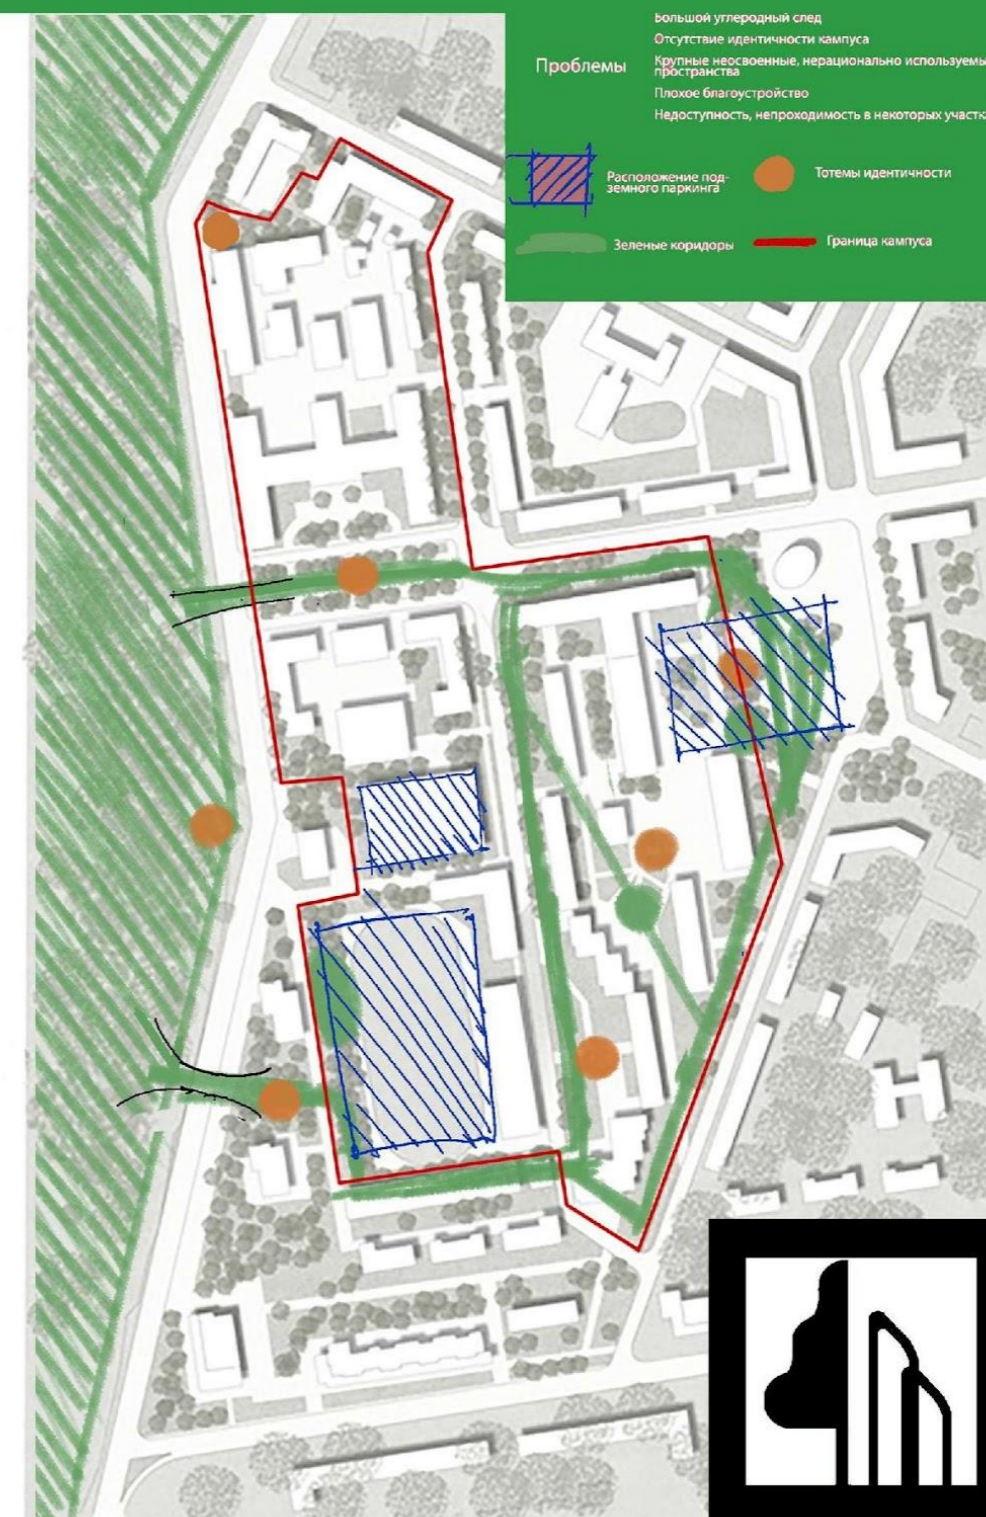 Проблемы
Большой углеродный след
Отсутствие идентичности кампуса
Крупные неосвоенные, нерационально используемы
пространства
Плохое благоустройство
Недоступность, непроходимость в некоторых участк
Расположение под-
земного паркинга
Тотемы идентичности
Зеленые коридоры
Граница кампуса